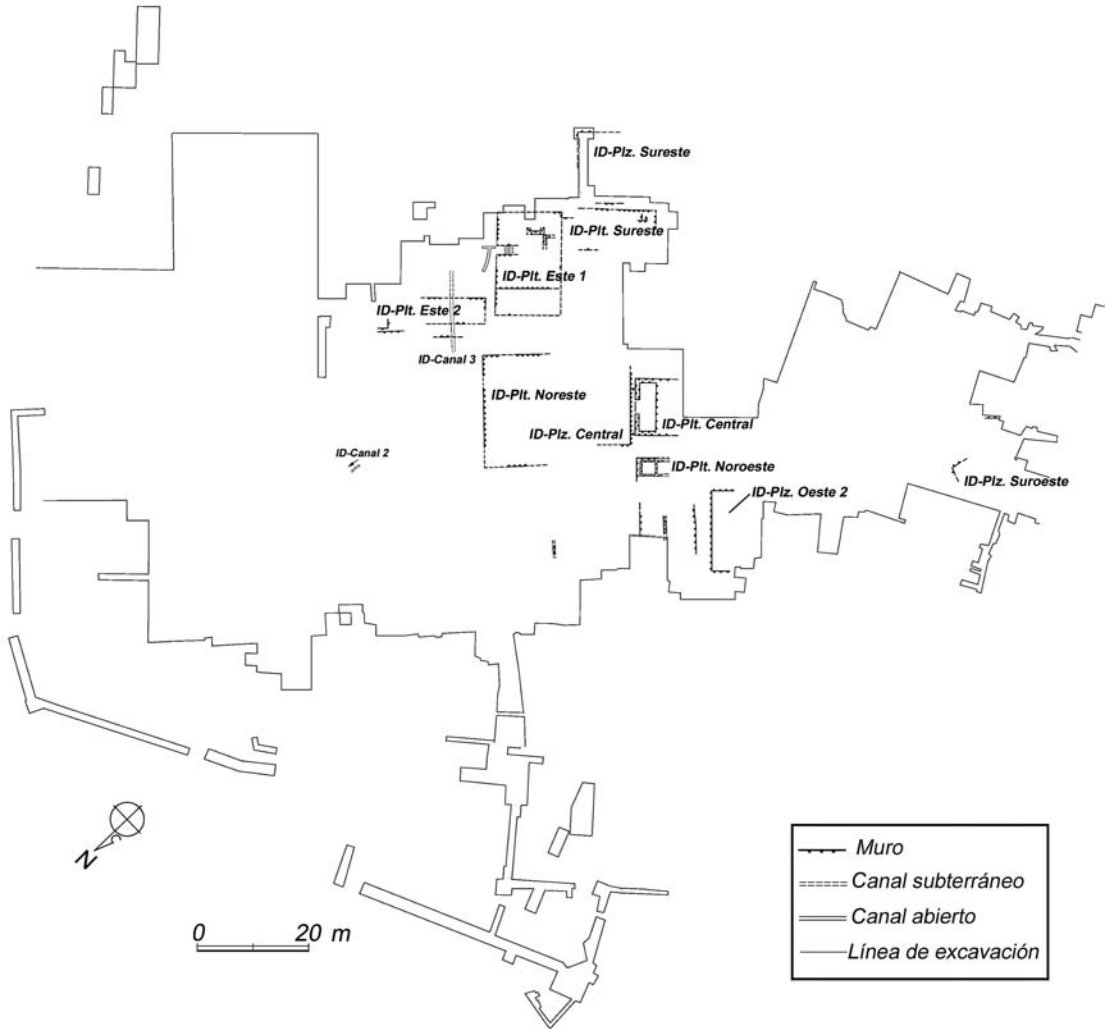 ID-Plz. Sureste
ID-Plt. Sureste
ID-Plt. Este 1
ID-Plt. Este 2
ID-Canal 3
ID-Plt. Noreste
ID-Plt. Central
ID-Plz. Central
ID-Canal 2
ID-Plt. Noroeste
ID-Plz. Suroeste
ID-Plz. Oeste 2
N
0 20 m
Muro
Canal subterráneo
Canal abierto
Línea de excavación